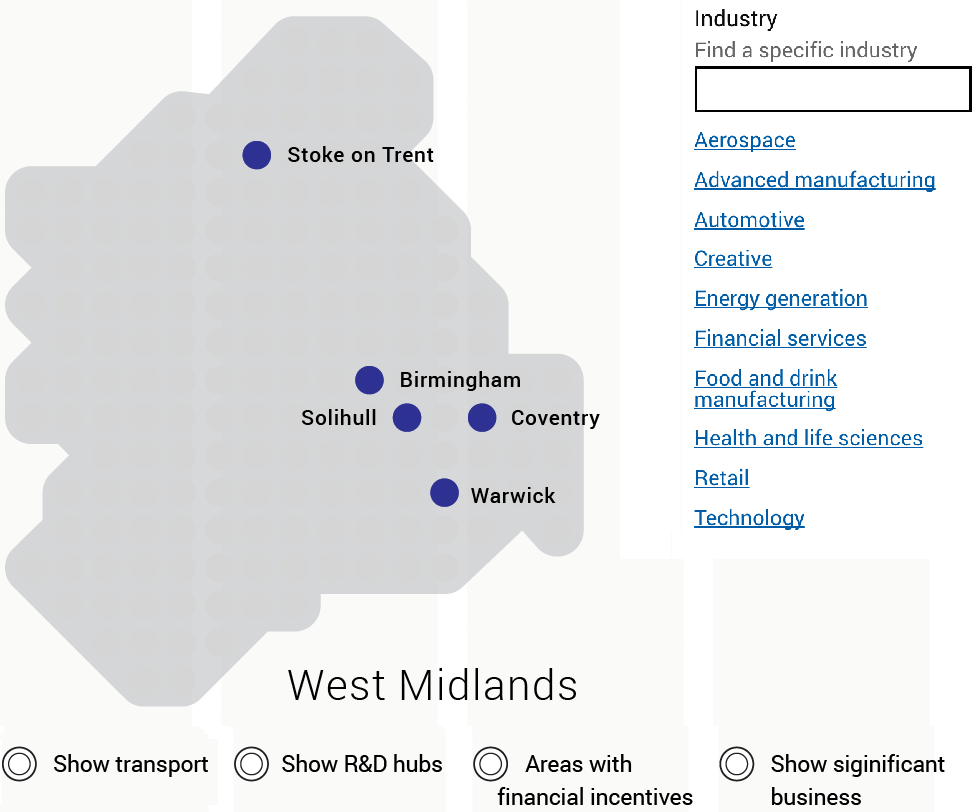 Industry
Find a specific industry
Aerospace
Advanced manufacturing
Automotive
Creative
Energy generation
Financial services
Food and drink
manufacturing
Health and life sciences
Retail
Technology
Stoke on Trent
Birmingham
Solihull
Coventry
Warwick
West Midlands
Show transport
Show R&D hubs
Areas with
financial incentives
Show siginificant
business